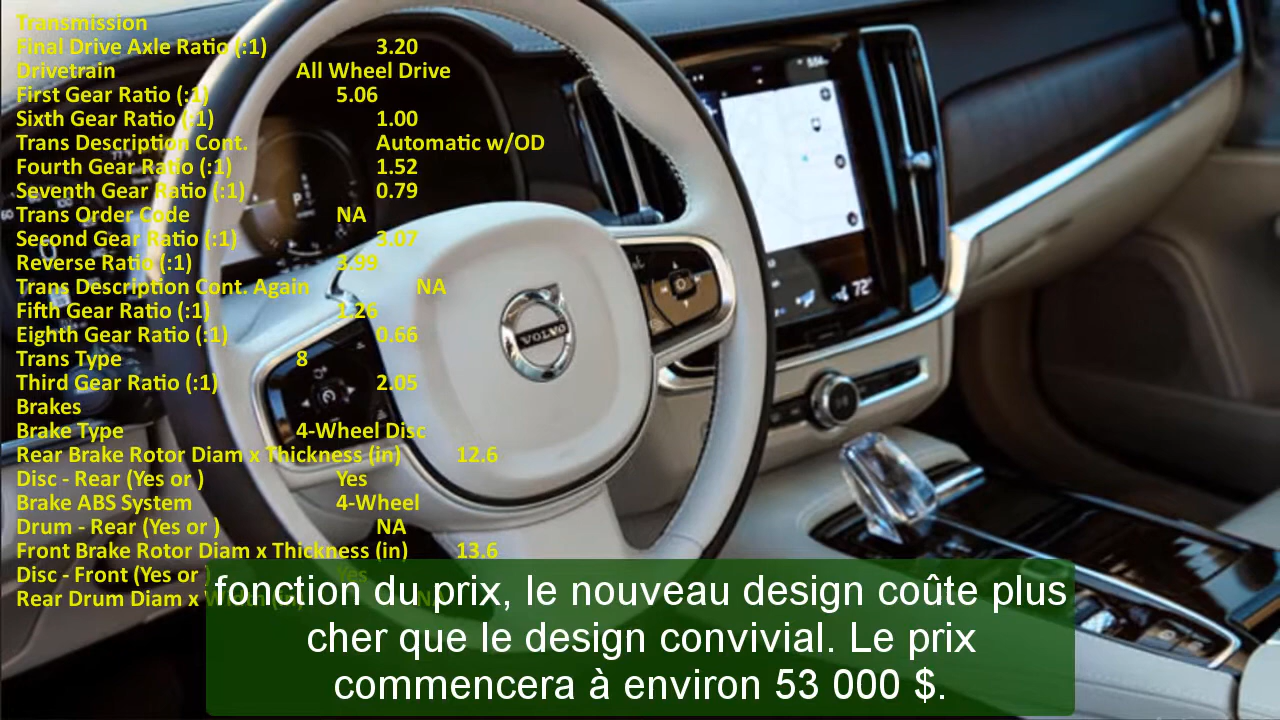 Transmission
Final Drive Axle Ratio (:1) 3.20
Drivetrain All Wheel Drive
First Gear Ratio (:1) 5.06
Sixth Gear Ratio (:1) 1.00
Trans Description Cont. Automatic w/OD
Fourth Gear Ratio (:1) 1.52
Seventh Gear Ratio (:1) 0.79
Trans Order Code NA
Second Gear Ratio (:1) 3.07
Reverse Ratio (:1) 3.99
Trans Description Cont. Again NA
Fifth Gear Ratio (:1) 1.26
Eighth Gear Ratio (:1) 0.66
Trans Type 8
Third Gear Ratio (:1) 2.05
Brakes
Brake Type 4-Wheel Disc
Rear Brake Rotor Diam x Thickness (in) 12.6
Disc - Rear (Yes or ) Yes
Brake ABS System 4-Wheel
Drum - Rear (Yes or ) NA
Front Brake Rotor Diam x Thickness (in) 13.6
Disc - Front (Yes or ) Yes
Rear Drum Diam x Width (in) NA
VOLVO
P
60
72°
fonction du prix, le nouveau design coûte plus
cher que le design convivial. Le prix
commencera à environ 53 000 $.